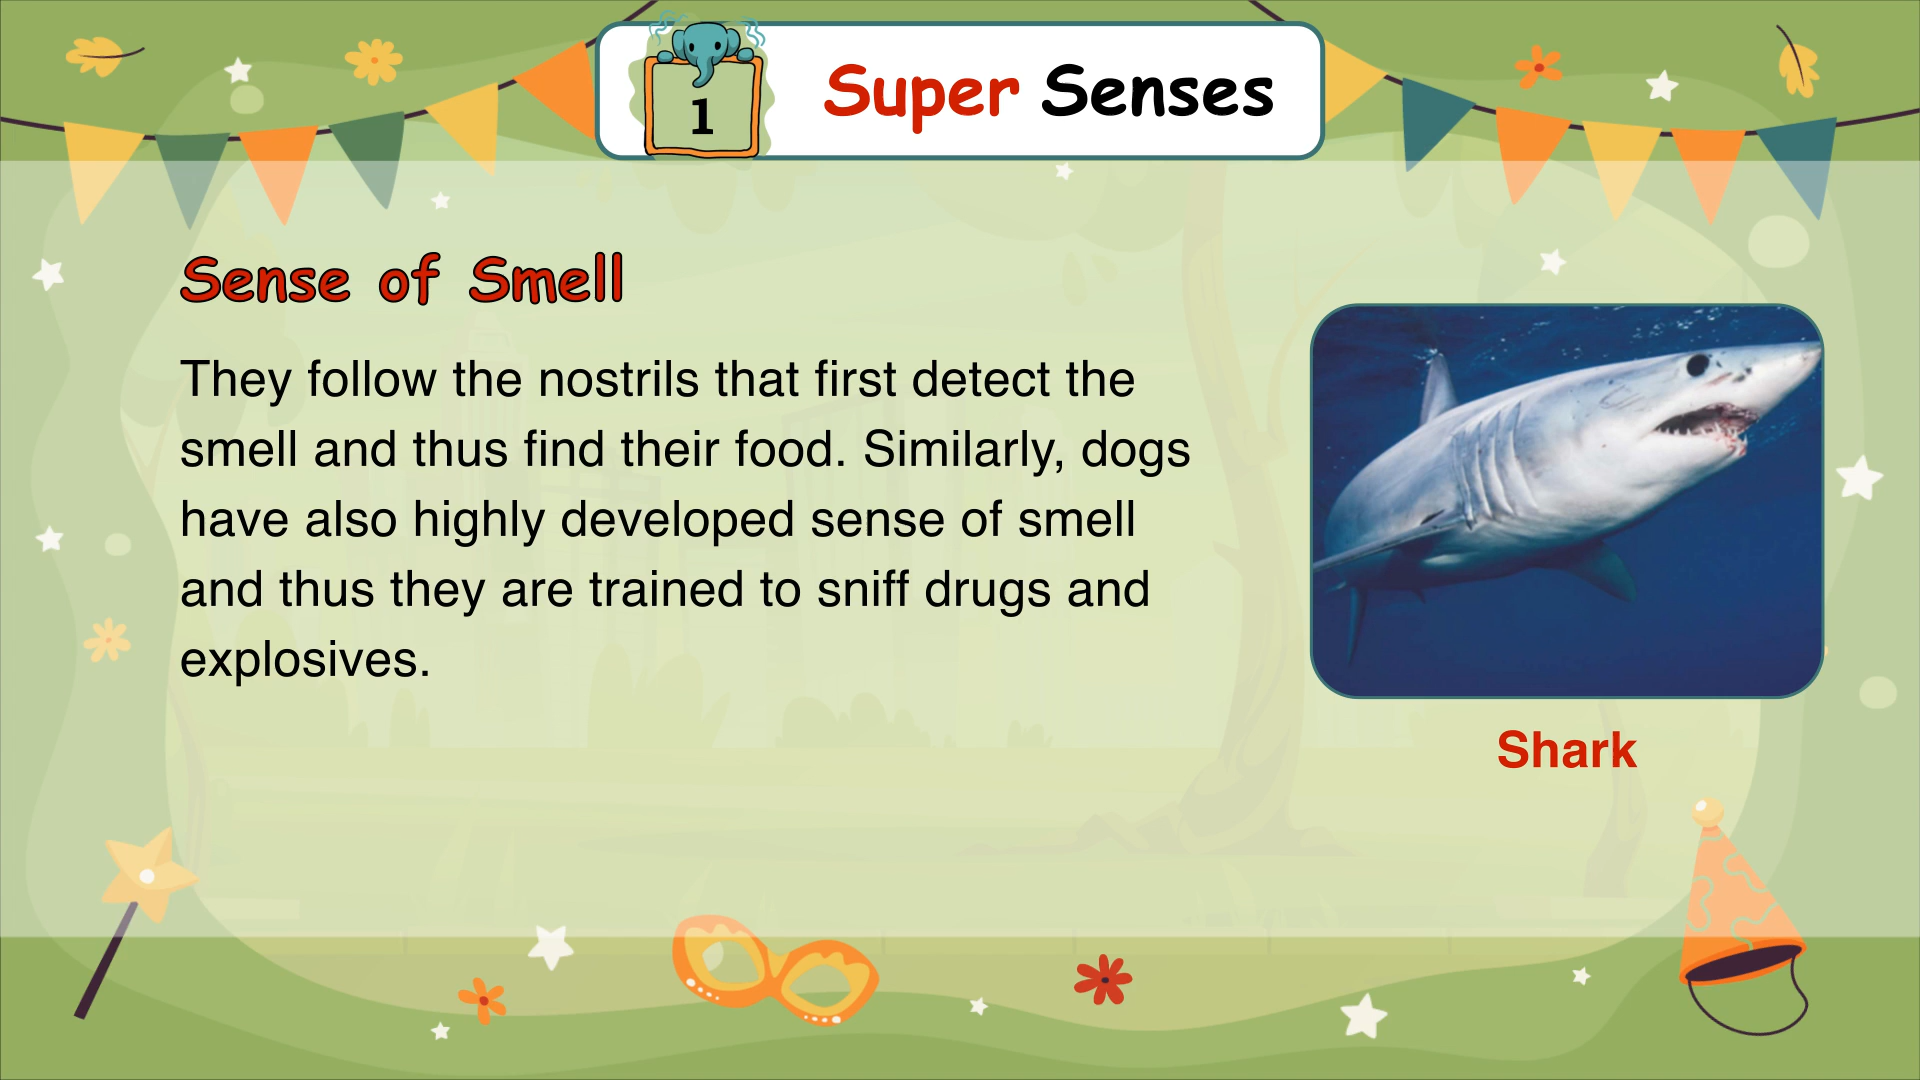 1
Super Senses
Sense of Smell
They follow the nostrils that first detect the
smell and thus find their food. Similarly, dogs
have also highly developed sense of smell
and thus they are trained to sniff drugs and
explosives.
Shark